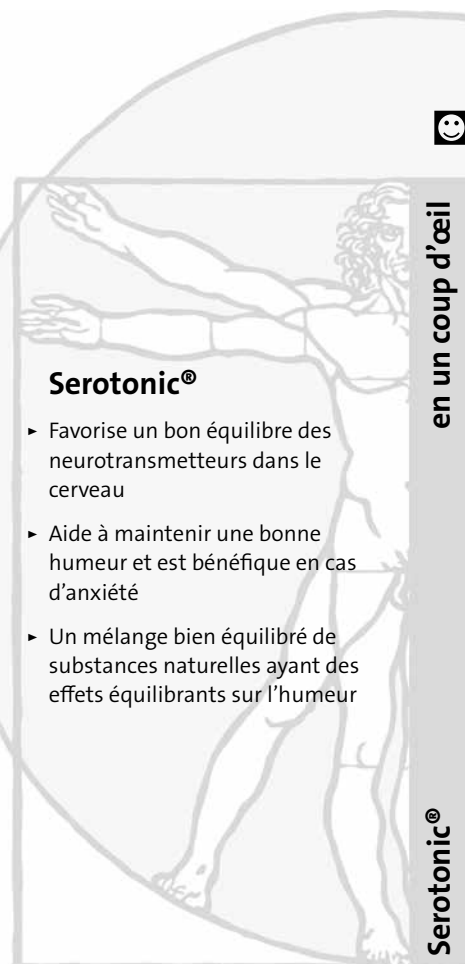 Serotonic®
► Favorise un bon équilibre des
neurotransmetteurs dans le
cerveau
► Aide à maintenir une bonne
humeur et est bénéfique en cas
d’anxiété
► Un mélange bien équilibré de
substances naturelles ayant des
effets équilibrants sur l’humeur
Serotonic®
en un coup d’œil